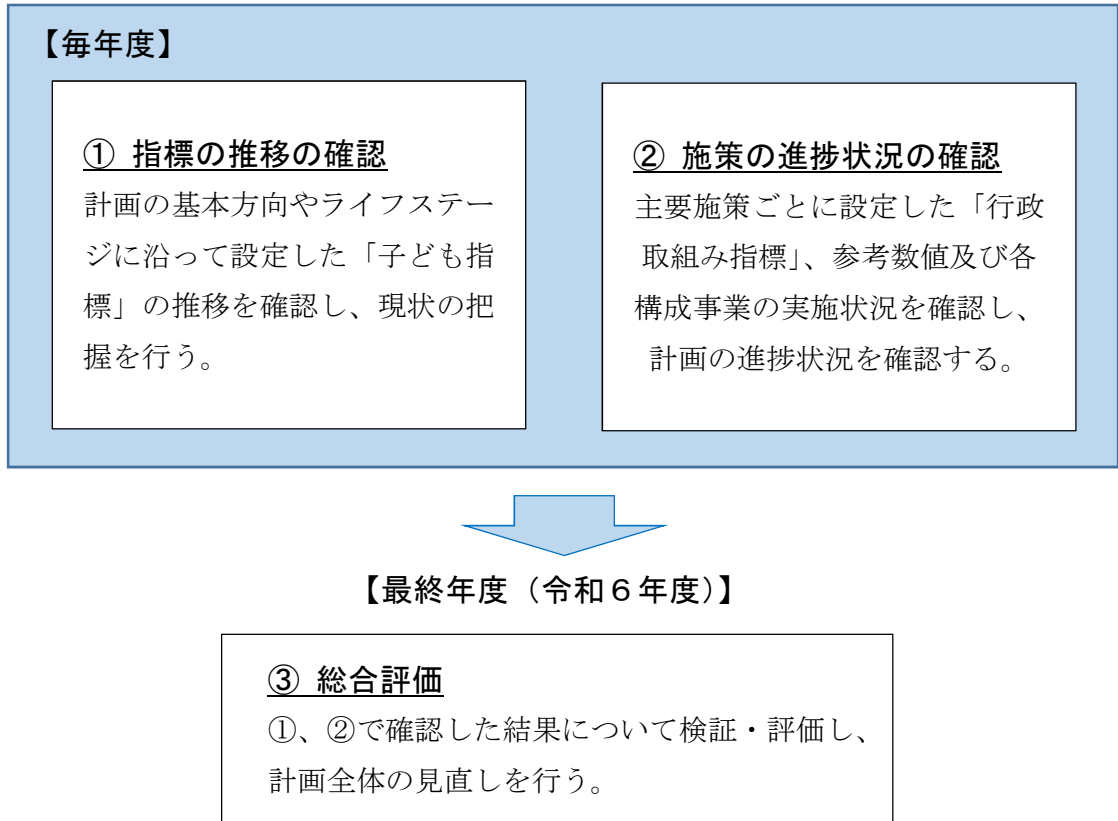 【毎年度】
① 指標の推移の確認
計画の基本方向やライフステー
ジに沿って設定した「子ども指
標」の推移を確認し、現状の把
握を行う。
② 施策の進捗状況の確認
主要施策ごとに設定した「行政
取組み指標」、参考数値及び各
構成事業の実施状況を確認し、
計画の進捗状況を確認する。
【最終年度（令和６年度）】
③ 総合評価
①、②で確認した結果について検証・評価し、
計画全体の見直しを行う。